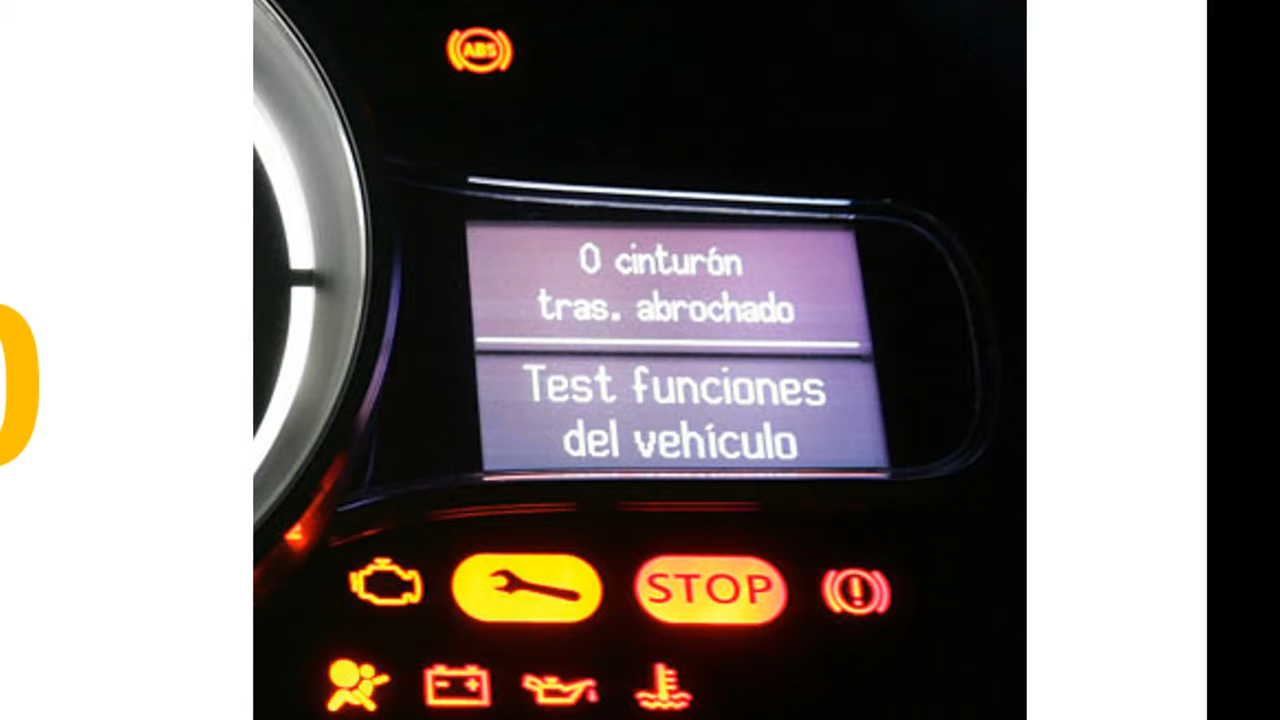 ABS
0 cinturón
tras. abrochado
Test funciones
del vehículo
STOP